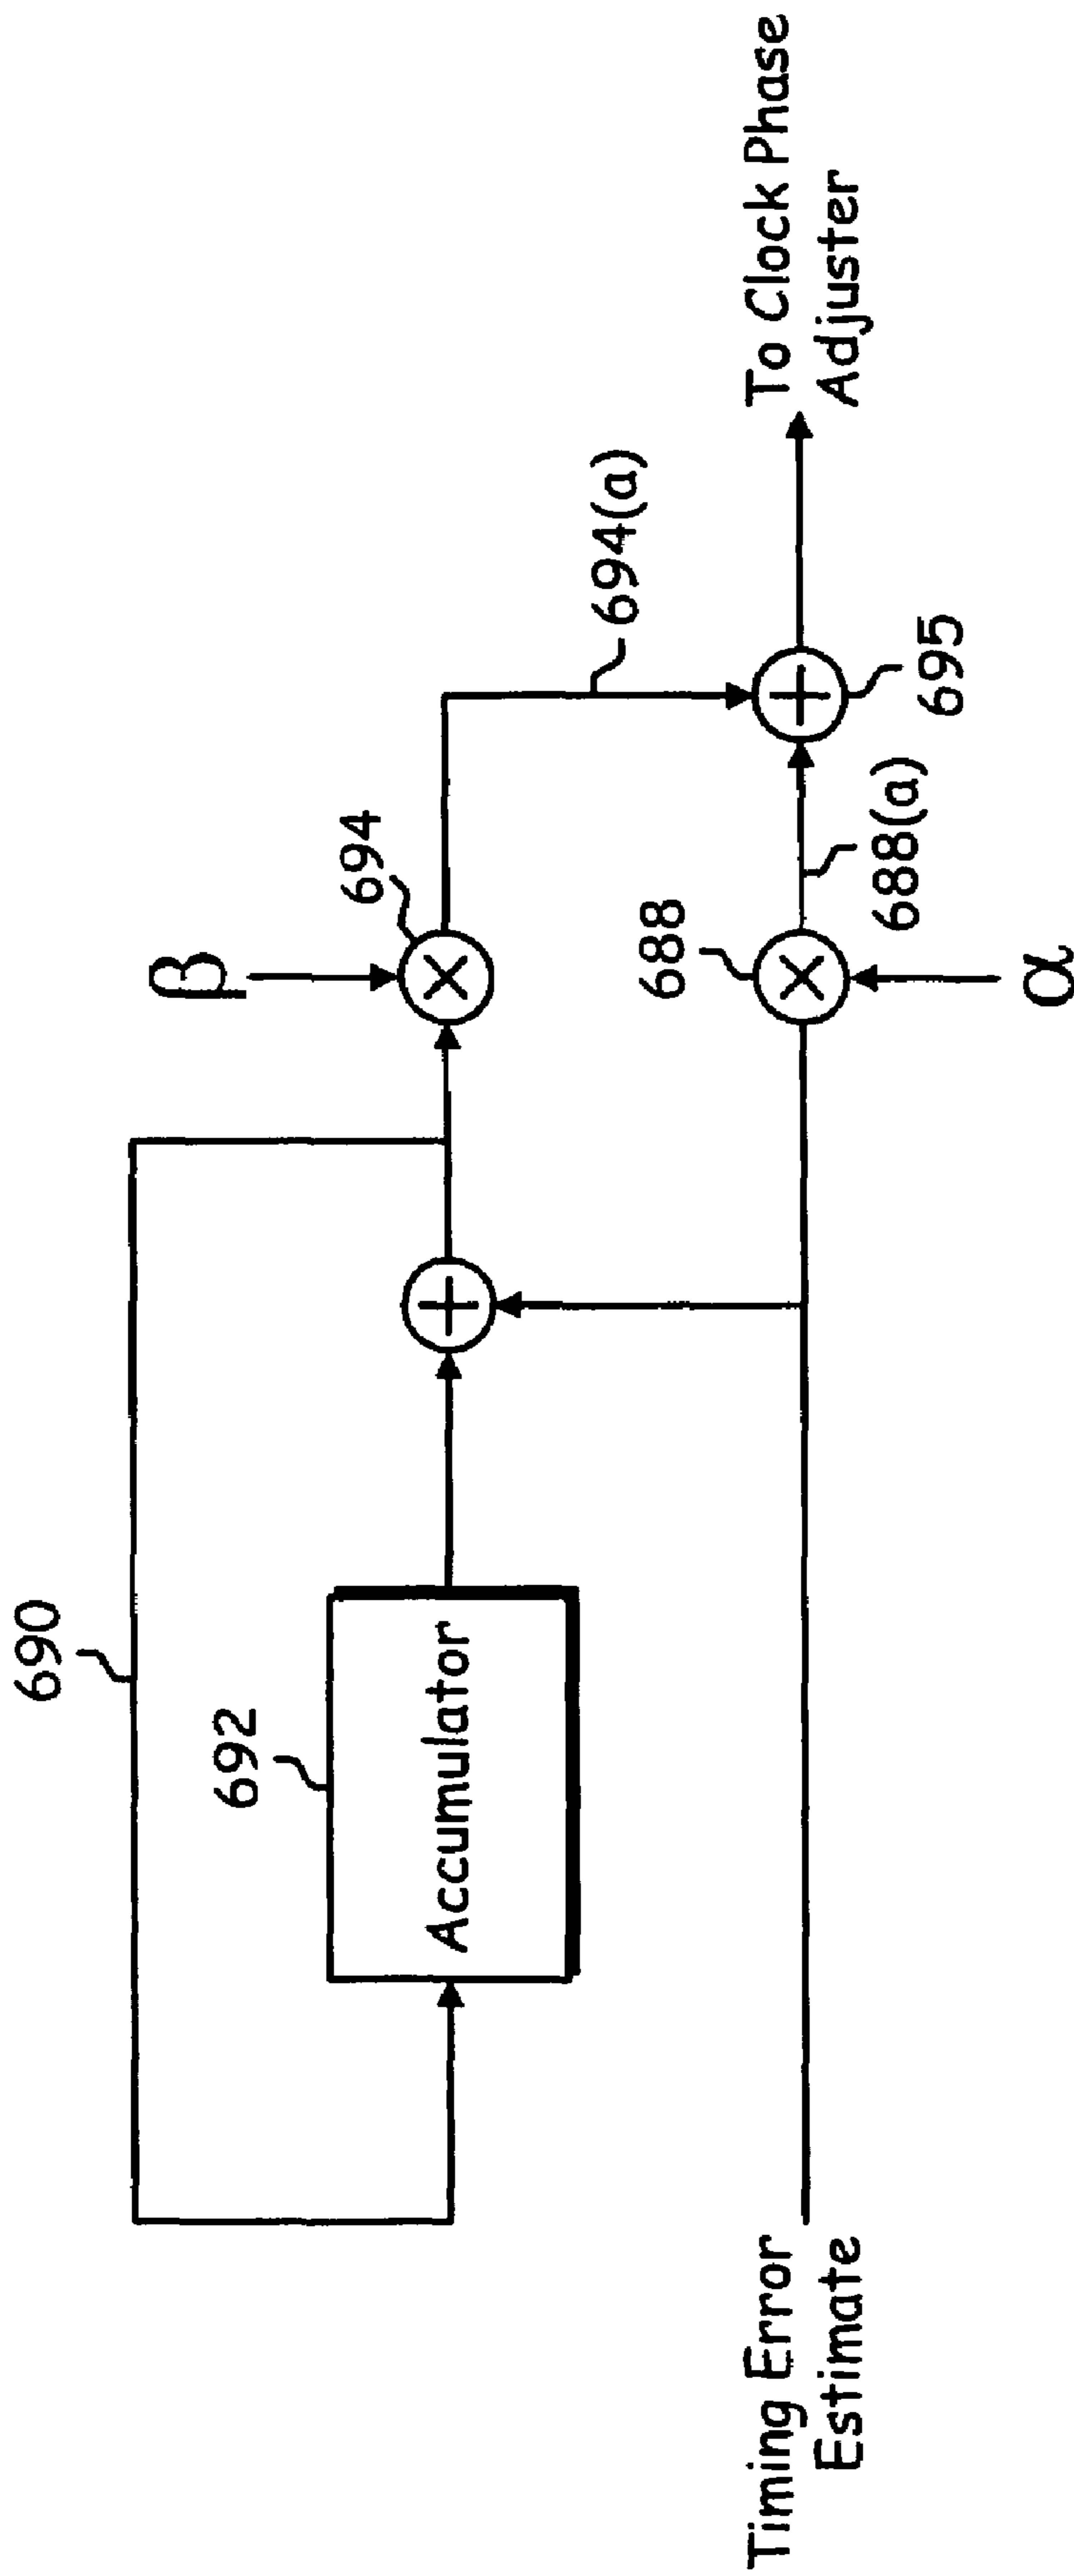 690
692
Accumulator
β
694
694(a)
688
688(a)
695
α
Timing Error
Estimate
To Clock Phase
Adjuster